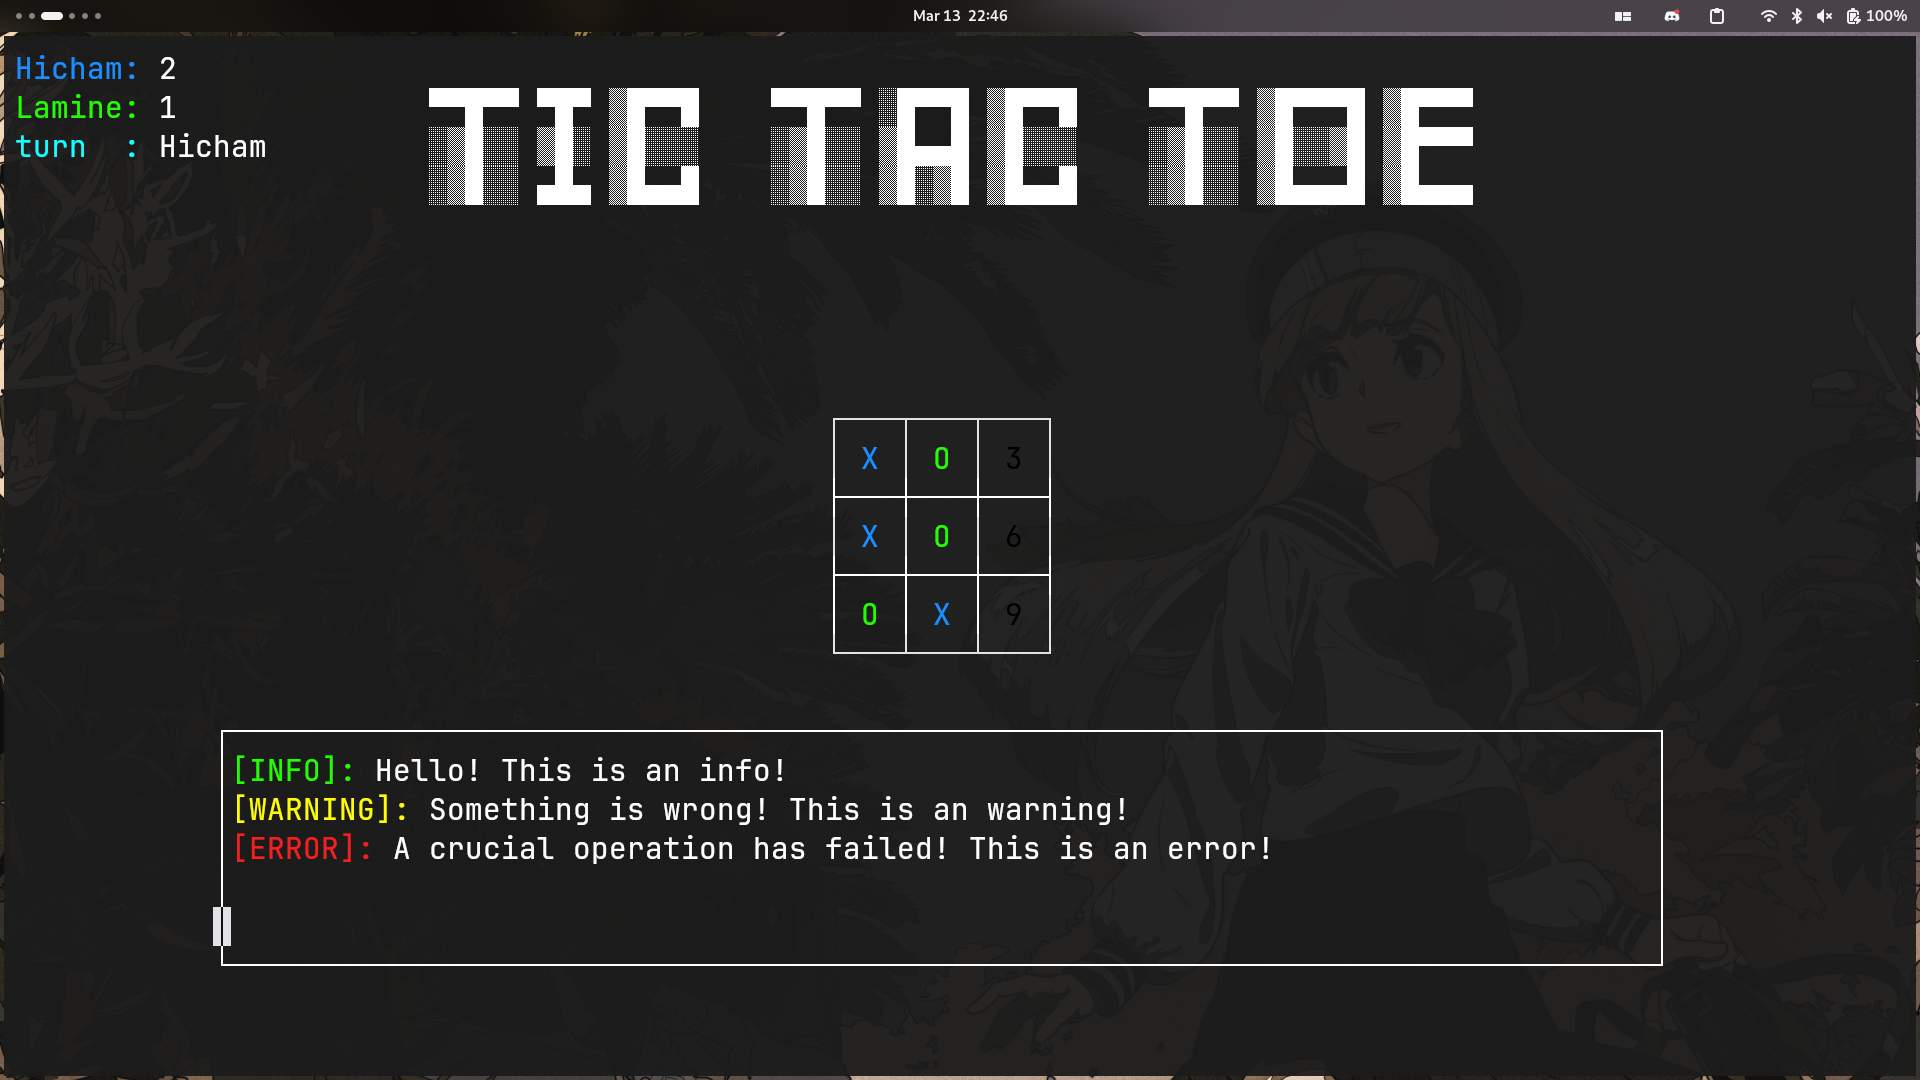 Mar 13 22:46
100%
Hicham: 2
Lamine: 1
turn : Hicham
TIC TAC TOE
X O 3
X O 6
O X 9
[INFO]: Hello! This is an info!
[WARNING]: Something is wrong! This is an warning!
[ERROR]: A crucial operation has failed! This is an error!